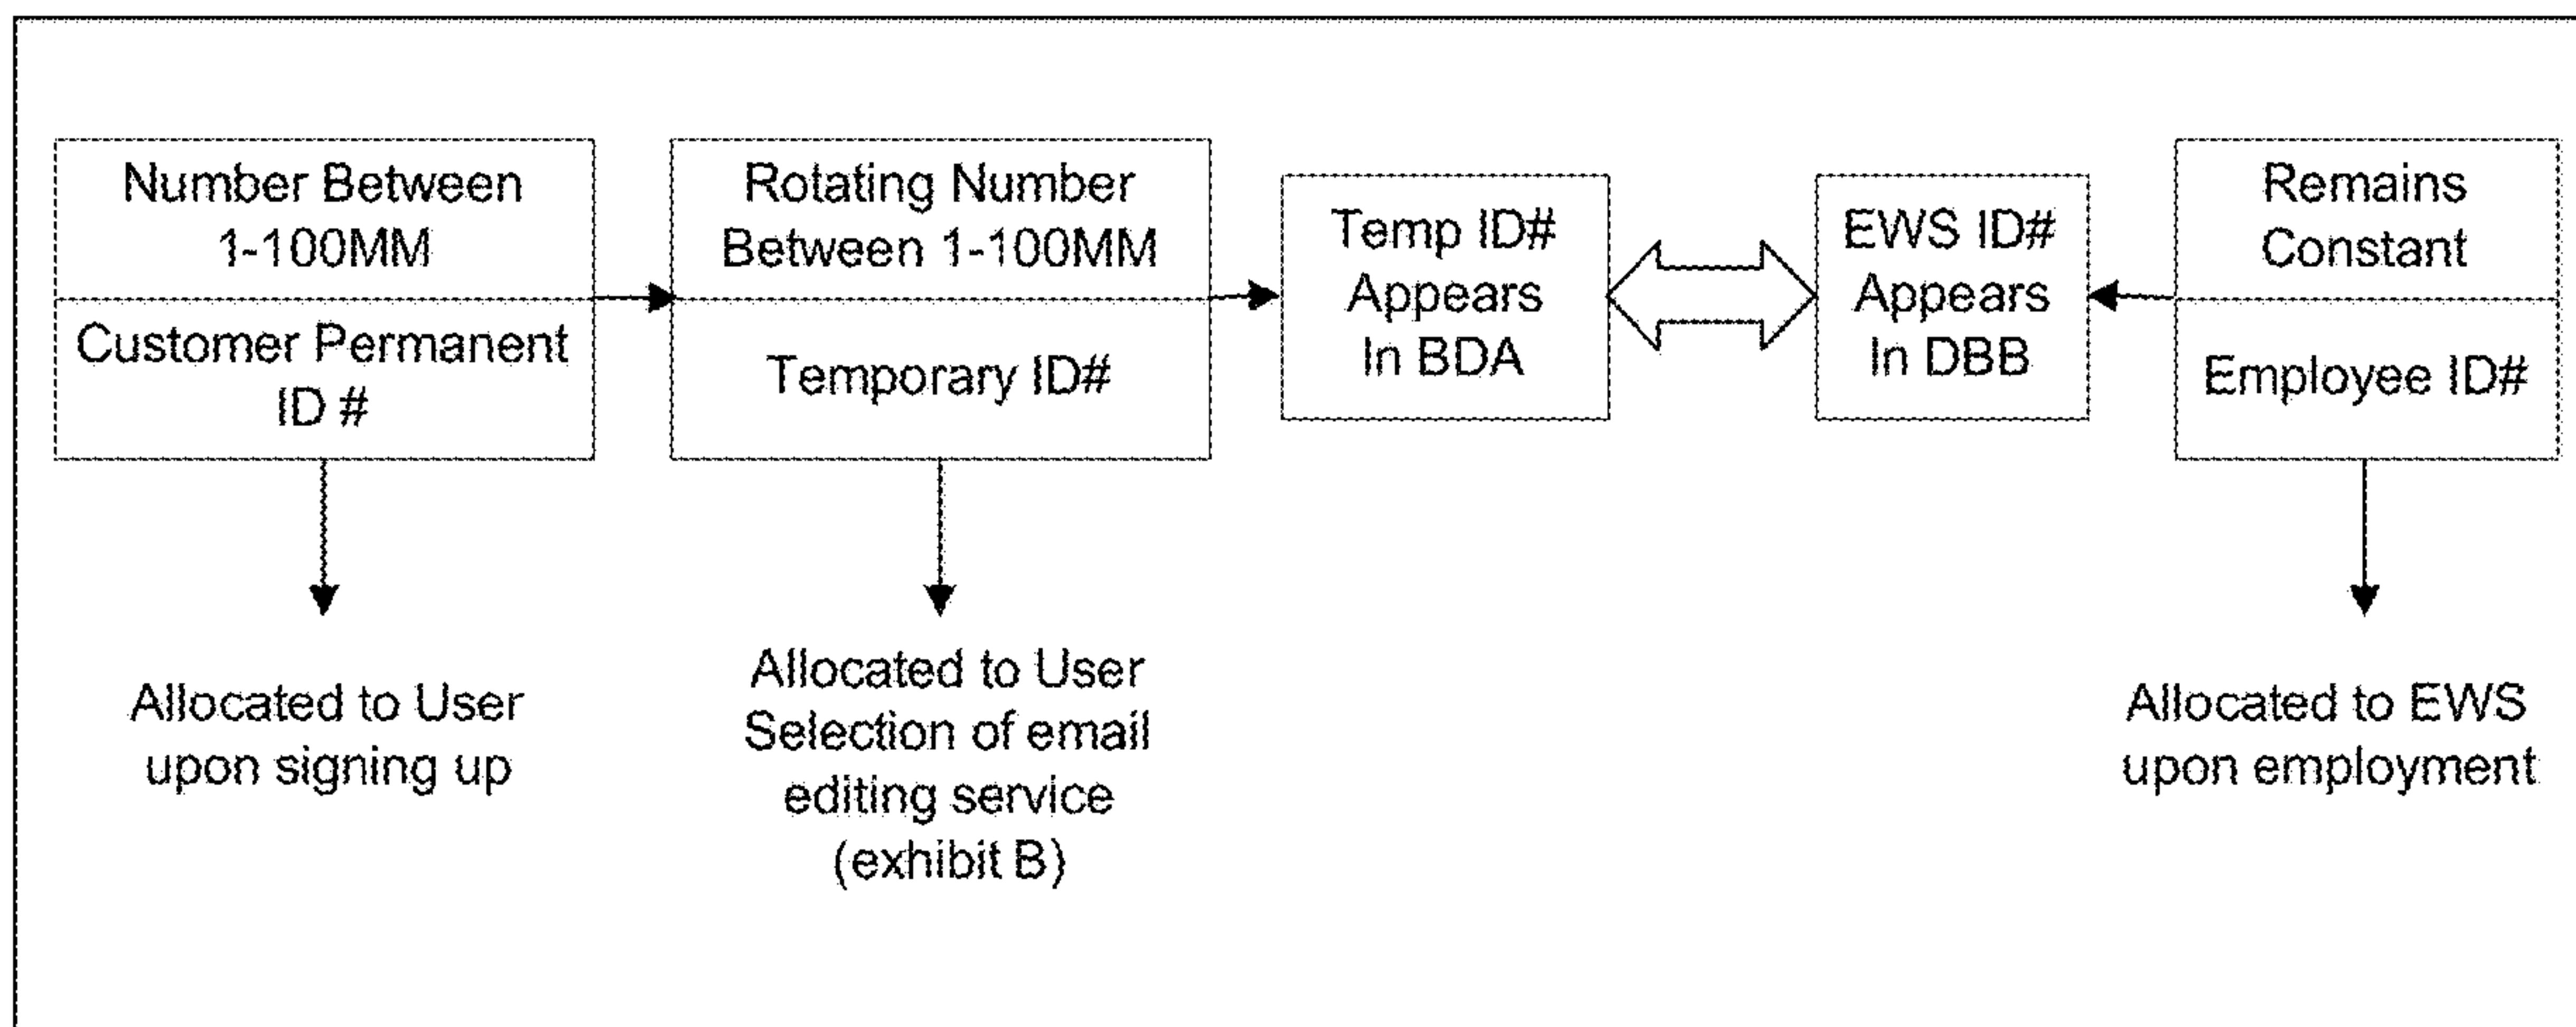 Number Between
1-100MM
Customer Permanent
ID #
Rotating Number
Between 1-100MM
Temporary ID#
Temp ID#
Appears
In BDA
EWS ID#
Appears
In DBB
Remains
Constant
Employee ID#
Allocated to User
upon signing up
Allocated to User
Selection of email
editing service
(exhibit B)
Allocated to EWS
upon employment